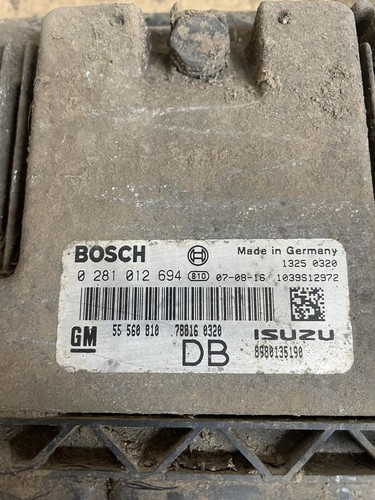 BOSCH Made in Germany
1325 0320
0 281 012 694 810 07-08-16 1039S12972
GM 55 560 810 78816 0320 ISUZU
DB 8980135190